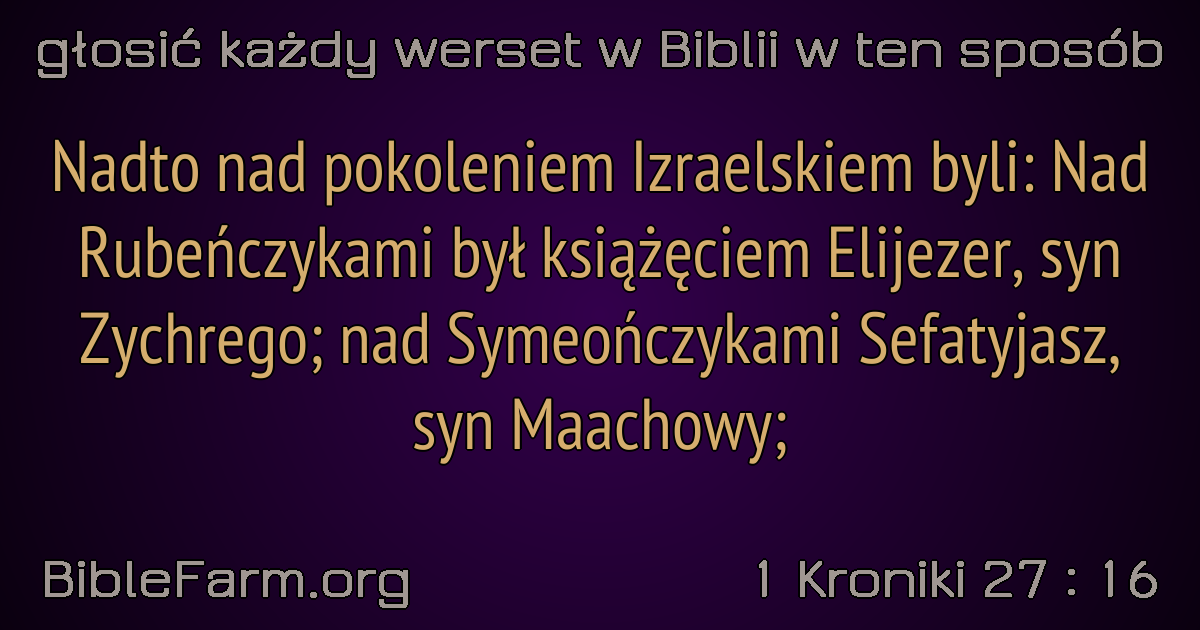 głosić każdy werset w Biblii w ten sposób
Nadto nad pokoleniem Izraelskiem byli: Nad
Rubeńczykami był książęciem Elijezer, syn
Zychrego; nad Symeończykami Sefatyjasz,
syn Maachowy;
BibleFarm.org
1 Kroniki 27 : 16